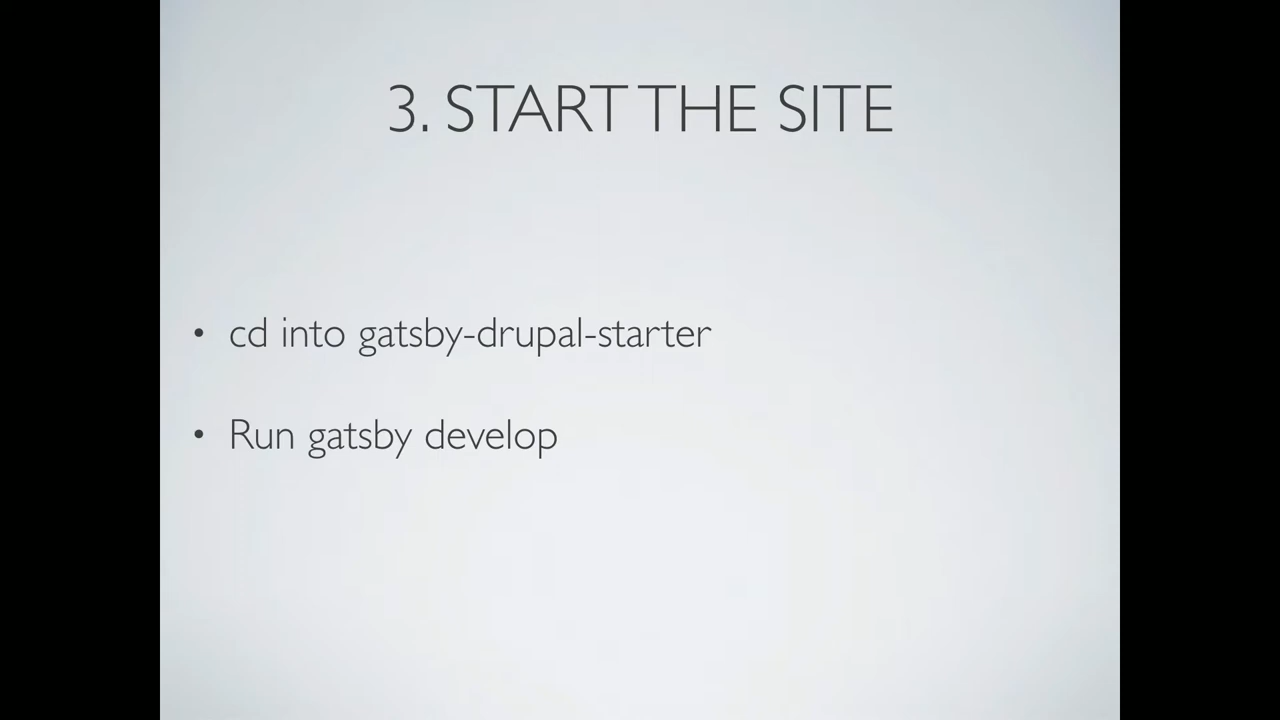 3. START THE SITE
• cd into gatsby-drupal-starter
• Run gatsby develop